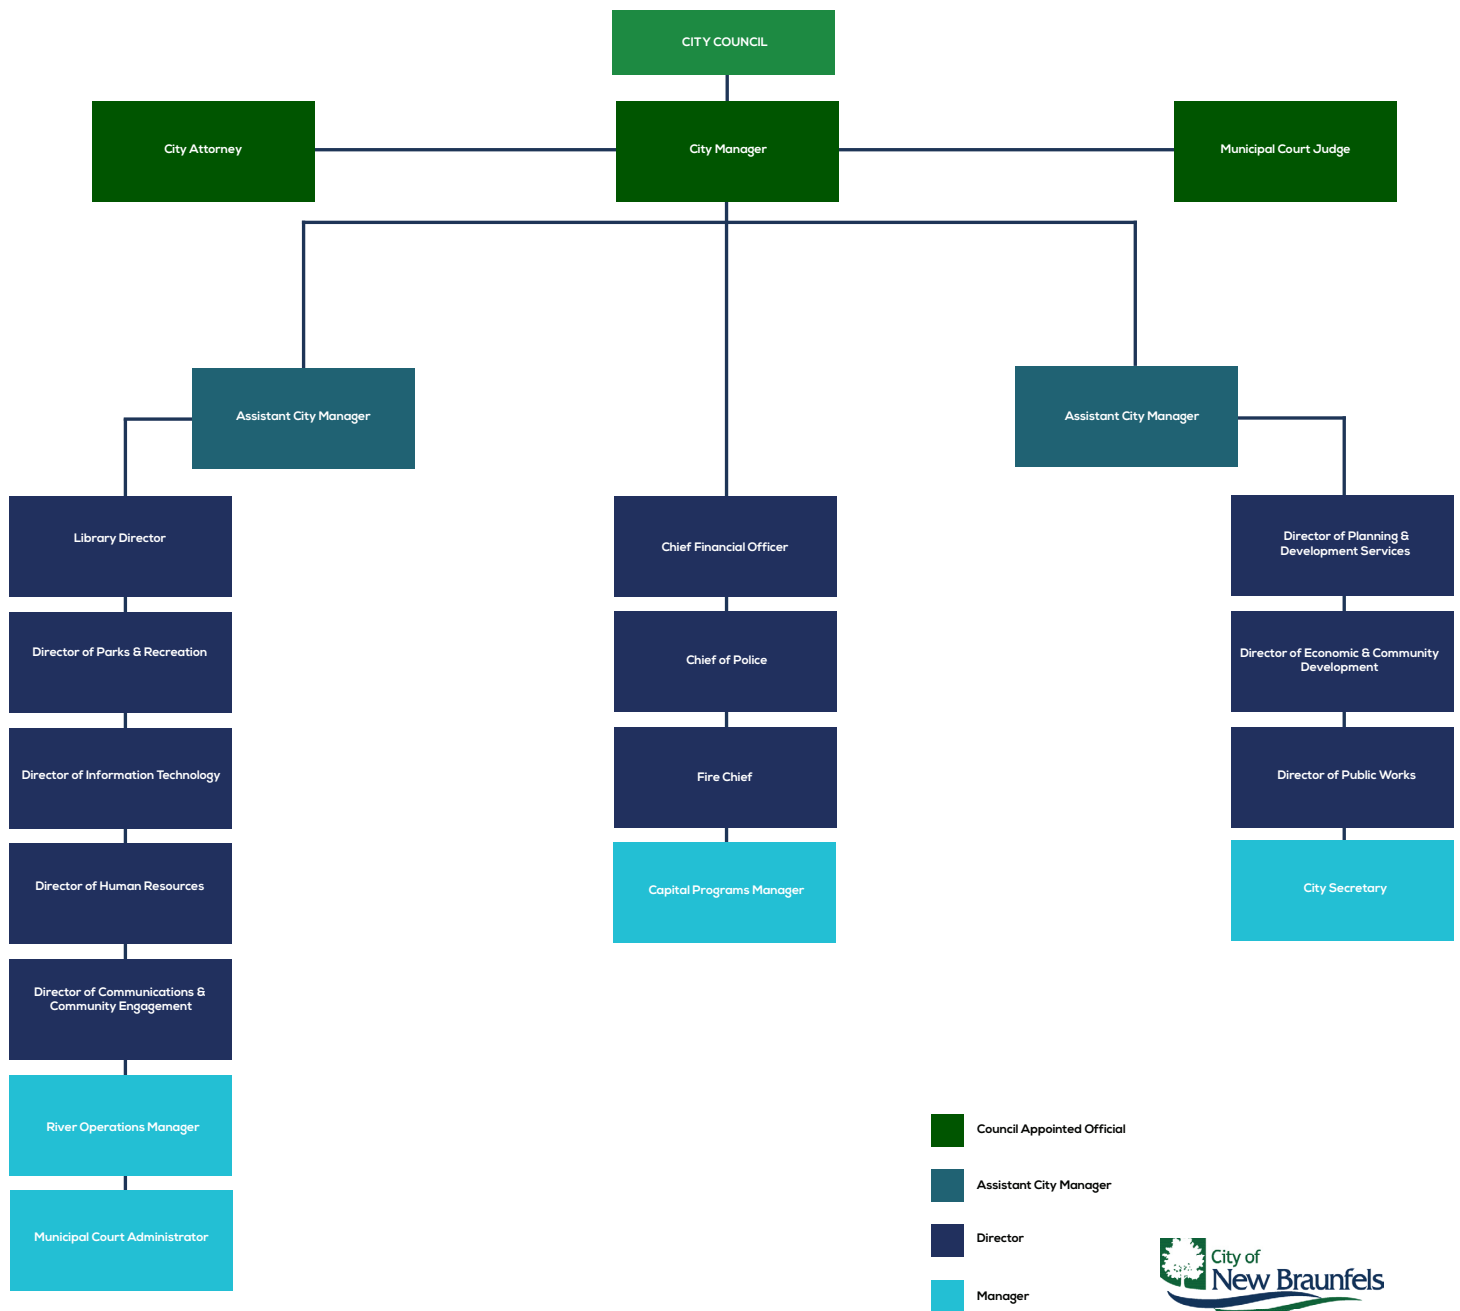 CITY COUNCIL
City Attorney
City Manager
Municipal Court Judge
Assistant City Manager
Assistant City Manager
Library Director
Director of Parks & Recreation
Director of Information Technology
Director of Human Resources
Director of Communications &
Community Engagement
River Operations Manager
Municipal Court Administrator
Chief Financial Officer
Chief of Police
Fire Chief
Capital Programs Manager
Director of Planning &
Development Services
Director of Economic & Community
Development
Director of Public Works
City Secretary
Council Appointed Official
Assistant City Manager
Director
Manager
City of
New Braunfels